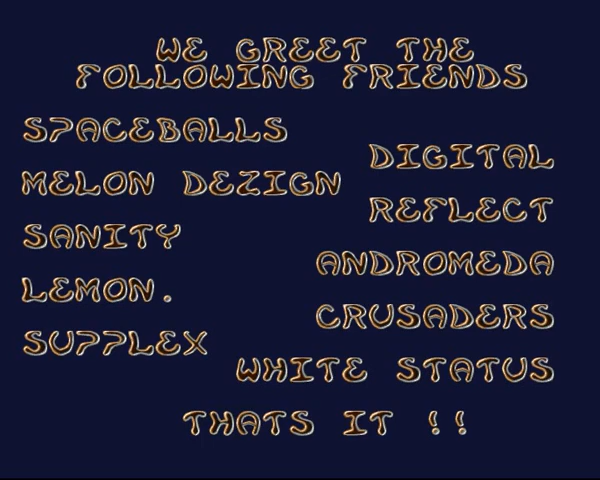 WE GREET THE
FOLLOWING FRIENDS
SPACEBALLS
DIGITAL
MELON DEZIGN
REFLECT
SANITY
ANDROMEDA
LEMON.
CRUSADERS
SUPPLEX
WHITE STATUS
THATS IT !!